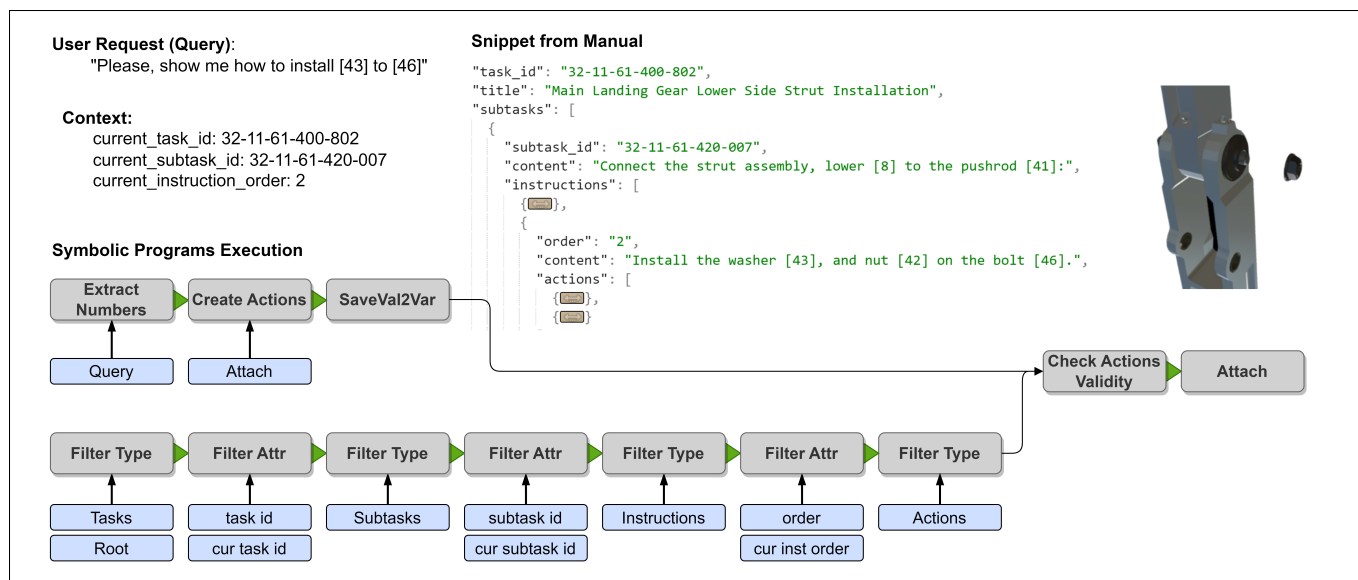 User Request (Query):
"Please, show me how to install [43] to [46]"
Context:
current_task_id: 32-11-61-400-802
current_subtask_id: 32-11-61-420-007
current_instruction_order: 2
Snippet from Manual
"task_id": "32-11-61-400-802",
"title": "Main Landing Gear Lower Side Strut Installation",
"subtasks": [
{
"subtask_id": "32-11-61-420-007",
"content": "Connect the strut assembly, lower [8] to the pushrod [41]:",
"instructions": [
{ },
{
"order": "2",
"content": "Install the washer [43], and nut [42] on the bolt [46].",
"actions": [
{ },
{ }
Symbolic Programs Execution
Extract
Numbers
Create Actions
SaveVal2Var
Query
Attach
Check Actions
Validity
Attach
Filter Type
Filter Attr
Filter Type
Filter Attr
Filter Type
Filter Attr
Filter Type
Tasks
task id
Subtasks
subtask id
Instructions
order
Actions
Root
cur task id
cur subtask id
cur inst order